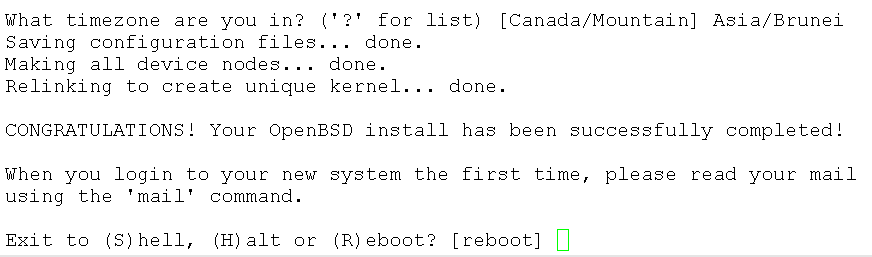 What timezone are you in? ('?' for list) [Canada/Mountain] Asia/Brunei
Saving configuration files... done.
Making all device nodes... done.
Relinking to create unique kernel... done.
CONGRATULATIONS! Your OpenBSD install has been successfully completed!
When you login to your new system the first time, please read your mail
using the 'mail' command.
Exit to (S)hell, (H)alt or (R)eboot? [reboot]